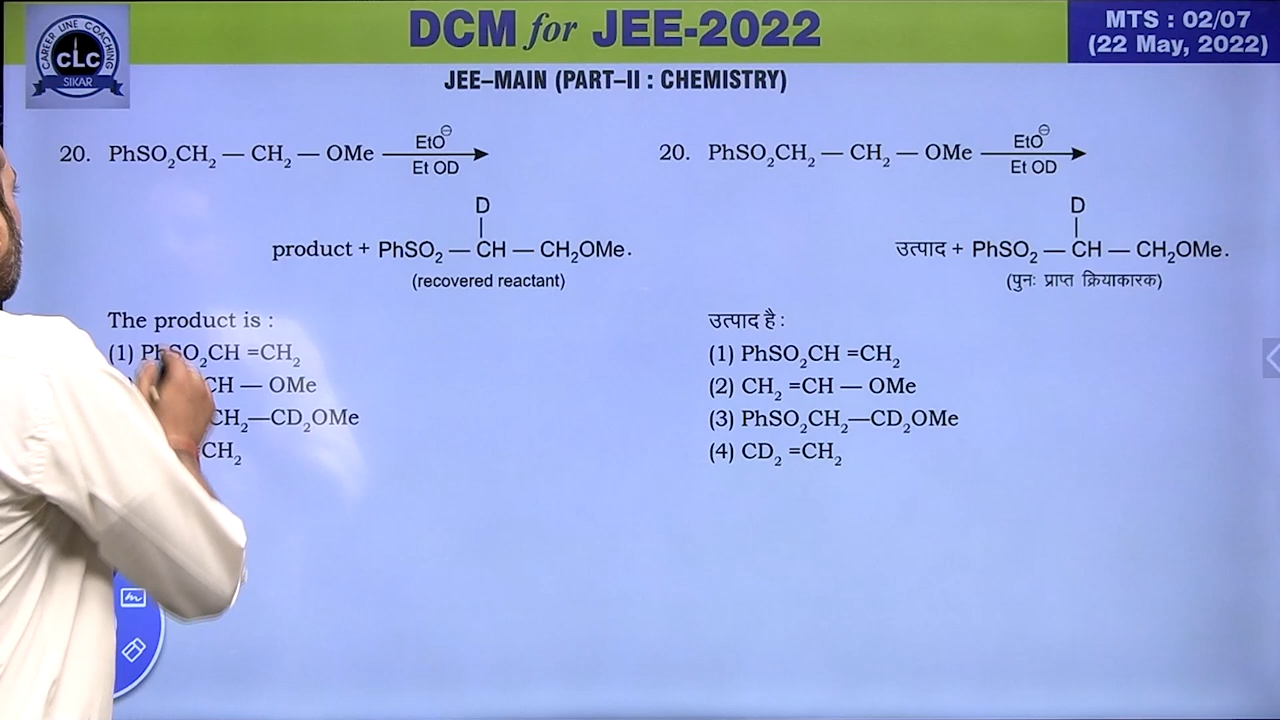 CAREER LINE COACHING
CLC
SIKAR
DCM for JEE-2022
MTS : 02/07
(22 May, 2022)
JEE–MAIN (PART–II : CHEMISTRY)
20. PhSO₂CH₂ — CH₂ — OMe
EtO⊖
Et OD
D
product + PhSO₂ — CH — CH₂OMe.
(recovered reactant)
The product is :
(1) PhSO₂CH =CH₂
CH — OMe
CH₂—CD₂OMe
=CH₂
20. PhSO₂CH₂ — CH₂ — OMe
EtO⊖
Et OD
D
उत्पाद + PhSO₂ — CH — CH₂OMe.
(पुनः प्राप्त क्रियाकारक)
उत्पाद है :
(1) PhSO₂CH =CH₂
(2) CH₂ =CH — OMe
(3) PhSO₂CH₂—CD₂OMe
(4) CD₂ =CH₂